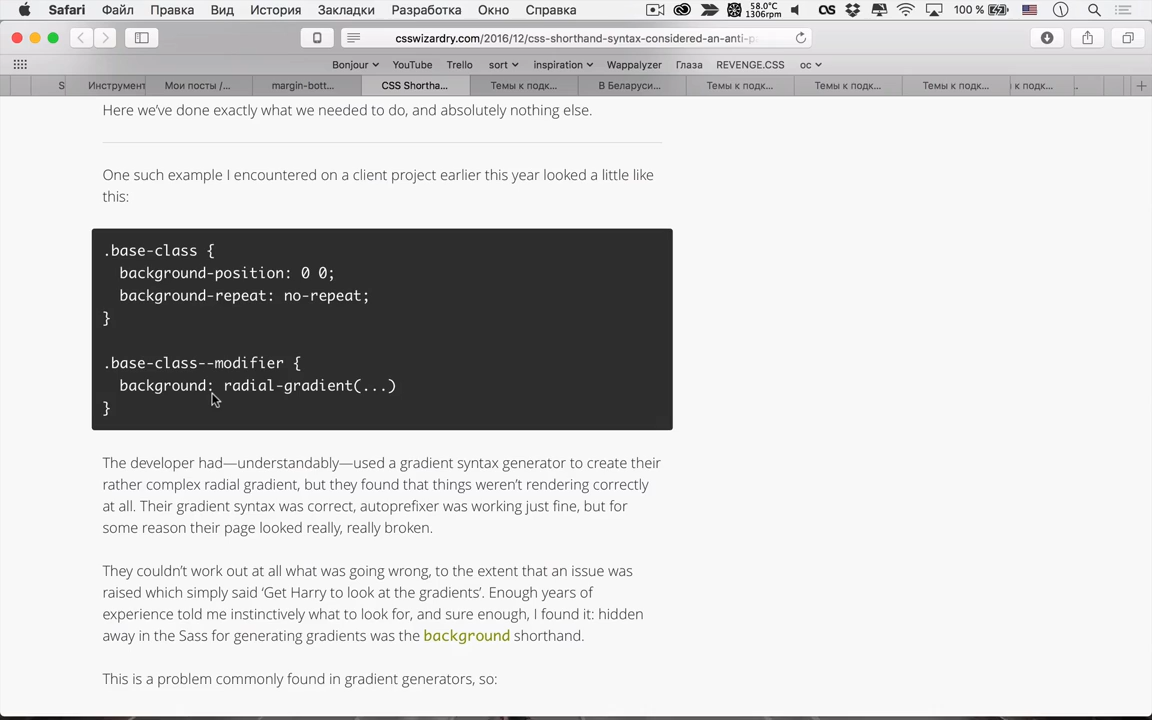 Safari Файл Правка Вид История Закладки Разработка Окно Справка 58.0°C 1306rpm 100 %
csswizardry.com/2016/12/css-shorthand-syntax-considered-an-anti-p
Bonjour YouTube Trello sort inspiration Wappalyzer Глаза REVENGE.CSS ос
S Инструмент Мои посты /... margin-bott... CSS Shortha... Темы к подк... В Беларуси... Темы к подк... Темы к подк... Темы к подк... к подк...
Here we've done exactly what we needed to do, and absolutely nothing else.
One such example I encountered on a client project earlier this year looked a little like
this:
.base-class {
background-position: 0 0;
background-repeat: no-repeat;
}
.base-class--modifier {
background: radial-gradient(...)
}
The developer had—understandably—used a gradient syntax generator to create their
rather complex radial gradient, but they found that things weren't rendering correctly
at all. Their gradient syntax was correct, autoprefixer was working just fine, but for
some reason their page looked really, really broken.
They couldn't work out at all what was going wrong, to the extent that an issue was
raised which simply said 'Get Harry to look at the gradients'. Enough years of
experience told me instinctively what to look for, and sure enough, I found it: hidden
away in the Sass for generating gradients was the background shorthand.
This is a problem commonly found in gradient generators, so: